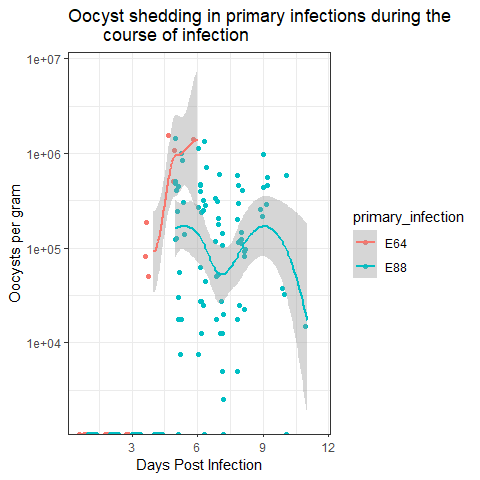 Oocyst shedding in primary infections during the
course of infection
1e+07
1e+06
1e+05
1e+04
Oocysts per gram
3 6 9 12
Days Post Infection
primary_infection
E64
E88